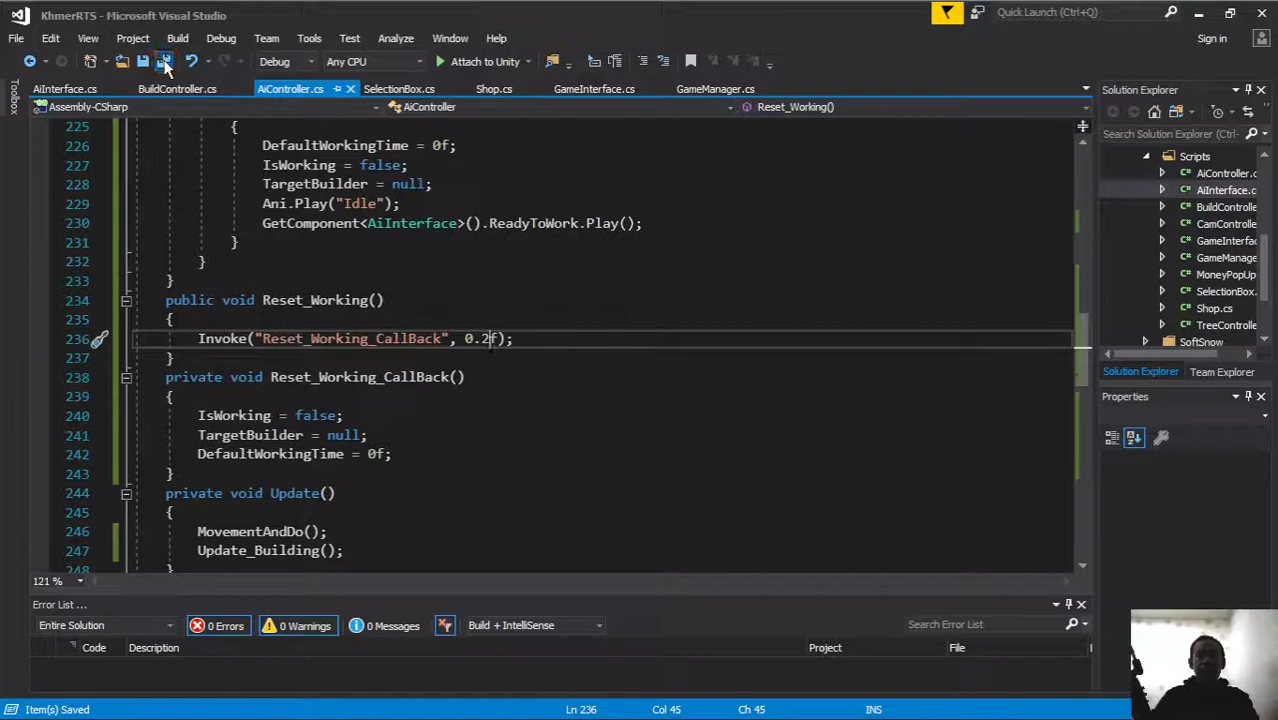 KhmerRTS - Microsoft Visual Studio
Quick Launch (Ctrl+Q)
File Edit View Project Build Debug Team Tools Test Analyze Window Help
Sign in
Debug Any CPU Attach to Unity
Toolbox
AiInterface.cs BuildController.cs AiController.cs SelectionBox.cs Shop.cs GameInterface.cs GameManager.cs
Assembly-CSharp AiController Reset_Working()
225 {
226 DefaultWorkingTime = 0f;
227 IsWorking = false;
228 TargetBuilder = null;
229 Ani.Play("Idle");
230 GetComponent<AiInterface>().ReadyToWork.Play();
231 }
232 }
233 }
234 public void Reset_Working()
235 {
236 Invoke("Reset_Working_CallBack", 0.2f);
237 }
238 private void Reset_Working_CallBack()
239 {
240 IsWorking = false;
241 TargetBuilder = null;
242 DefaultWorkingTime = 0f;
243 }
244 private void Update()
245 {
246 MovementAndDo();
247 Update_Building();
248 }
121 %
Solution Explorer
Search Solution Explorer
Scripts
C# AiController.c
C# AiInterface.c
C# BuildControlle
C# CamControlle
C# GameInterfac
C# GameManage
C# MoneyPopUp
C# SelectionBox.
C# Shop.cs
C# TreeControlle
SoftSnow
Solution Explorer Team Explorer
Properties
Error List ...
Entire Solution 0 Errors 0 Warnings 0 Messages Build + IntelliSense Search Error List
Code Description Project File
Item(s) Saved Ln 236 Col 45 Ch 45 INS